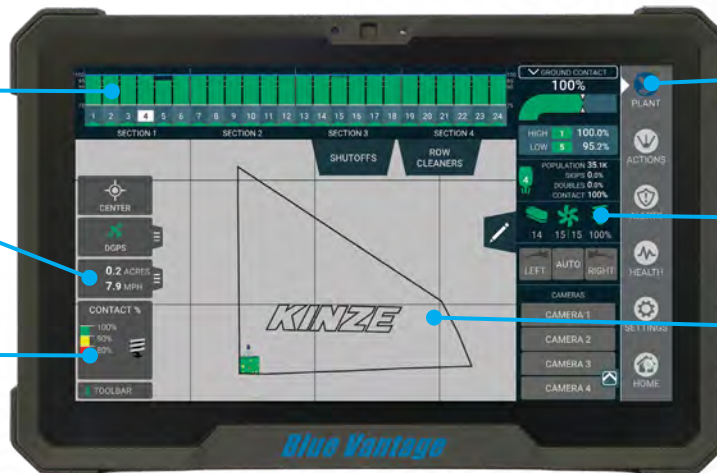 GROUND CONTACT
100%
PLANT
1 2 3 4 5 6 7 8 9 10 11 12 13 14 15 16 17 18 19 20 21 22 23 24
SECTION 1 SECTION 2 SECTION 3 SECTION 4
HIGH 1 100.0%
LOW 5 95.2%
SHUTOFFS
ROW
CLEANERS
ACTIONS
4
POPULATION 35.1K
SKIPS 0.0%
DOUBLES 0.0%
CONTACT 100%
CENTER
DGPS
14 15 15 100%
HEALTH
0.2 ACRES
7.9 MPH
LEFT AUTO RIGHT
CAMERAS
CONTACT %
100%
90%
80%
KINZE
CAMERA 1
CAMERA 2
CAMERA 3
CAMERA 4
SETTINGS
HOME
TOOLBAR
Blue Vantage